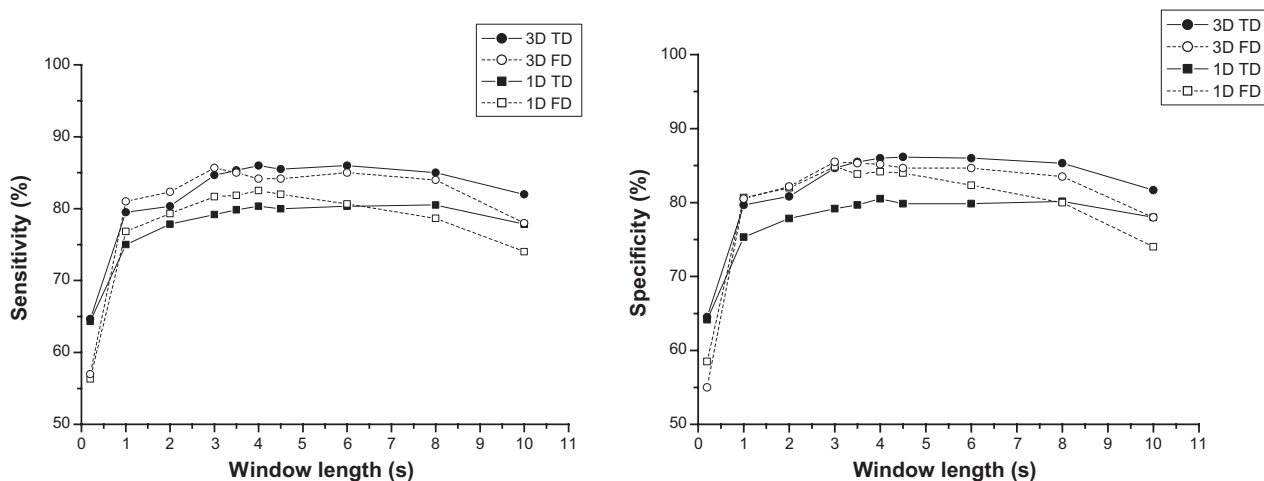 3D TD
3D FD
1D TD
1D FD
100
90
80
70
60
50
Sensitivity (%)
0 1 2 3 4 5 6 7 8 9 10 11
Window length (s)
3D TD
3D FD
1D TD
1D FD
100
90
80
70
60
50
Specificity (%)
0 1 2 3 4 5 6 7 8 9 10 11
Window length (s)